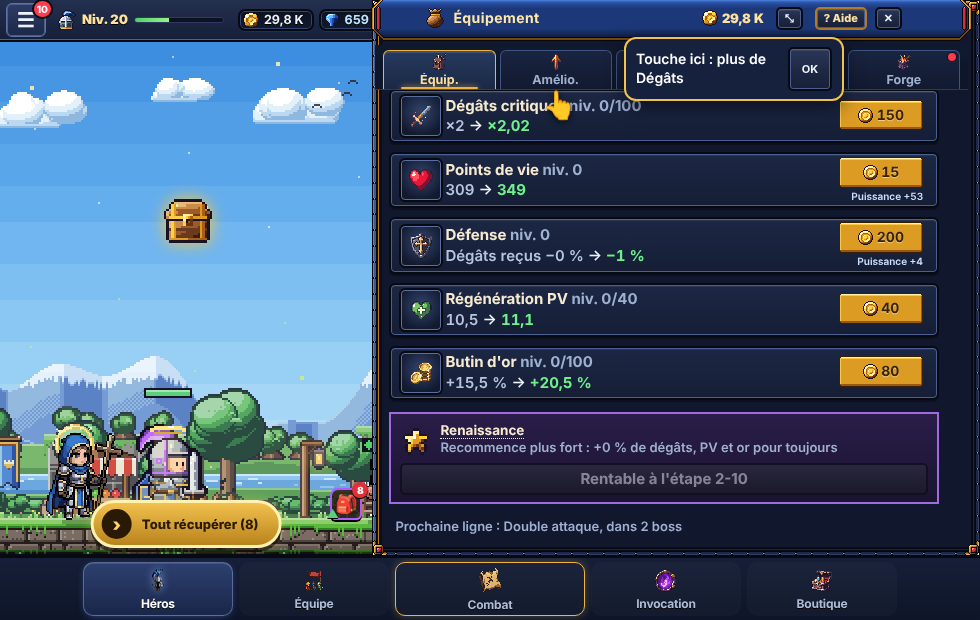 10
Niv. 20
29,8 K
659
Équipement
29,8 K
? Aide
Équip.
Amélio.
Touche ici : plus de
Dégâts
OK
Forge
Dégâts critiqu niv. 0/100
×2 → ×2,02
150
Points de vie niv. 0
309 → 349
15
Puissance +53
Défense niv. 0
Dégâts reçus −0 % → −1 %
200
Puissance +4
Régénération PV niv. 0/40
10,5 → 11,1
40
Butin d'or niv. 0/100
+15,5 % → +20,5 %
80
Renaissance
Recommence plus fort : +0 % de dégâts, PV et or pour toujours
Rentable à l'étape 2-10
Prochaine ligne : Double attaque, dans 2 boss
8
Tout récupérer (8)
Héros
Équipe
Combat
Invocation
Boutique